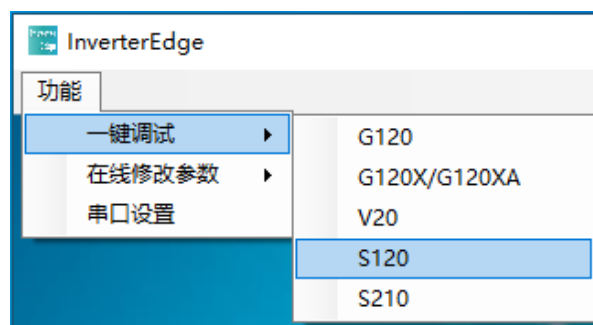 InverterEdge
功能
一键调试
在线修改参数
串口设置
G120
G120X/G120XA
V20
S120
S210